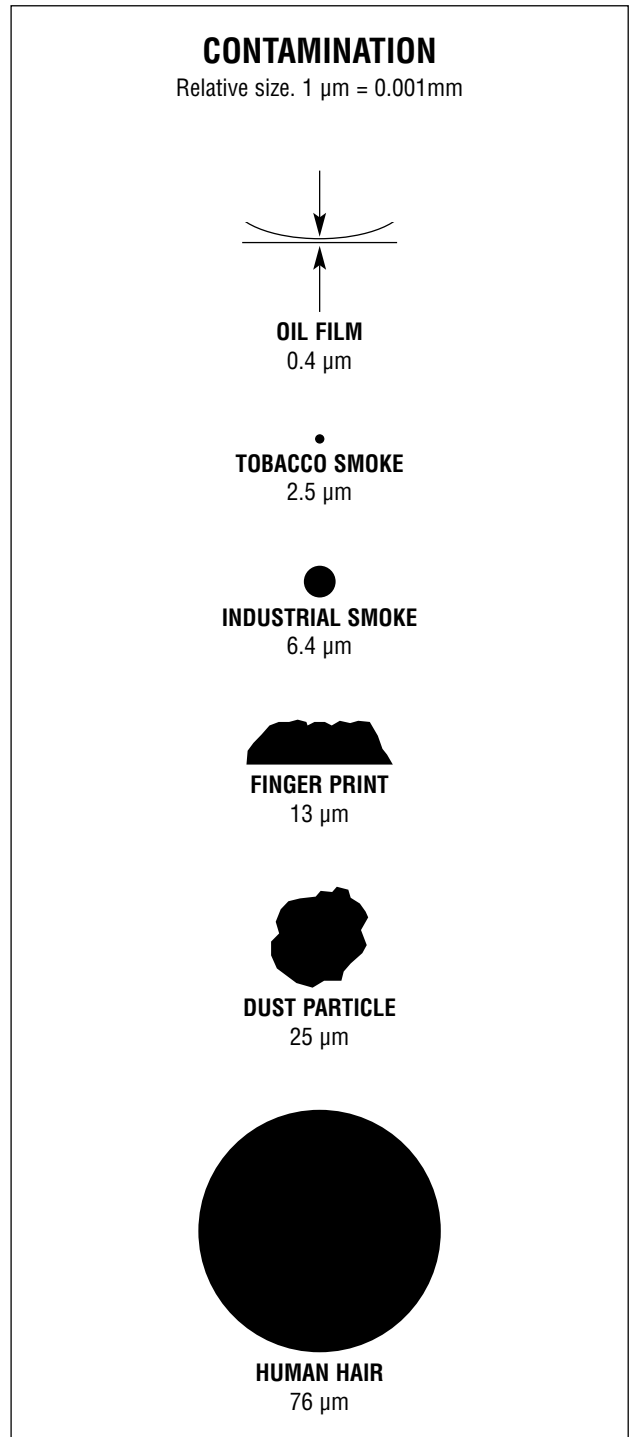 CONTAMINATION
Relative size. 1 µm = 0.001mm
OIL FILM
0.4 µm
TOBACCO SMOKE
2.5 µm
INDUSTRIAL SMOKE
6.4 µm
FINGER PRINT
13 µm
DUST PARTICLE
25 µm
HUMAN HAIR
76 µm